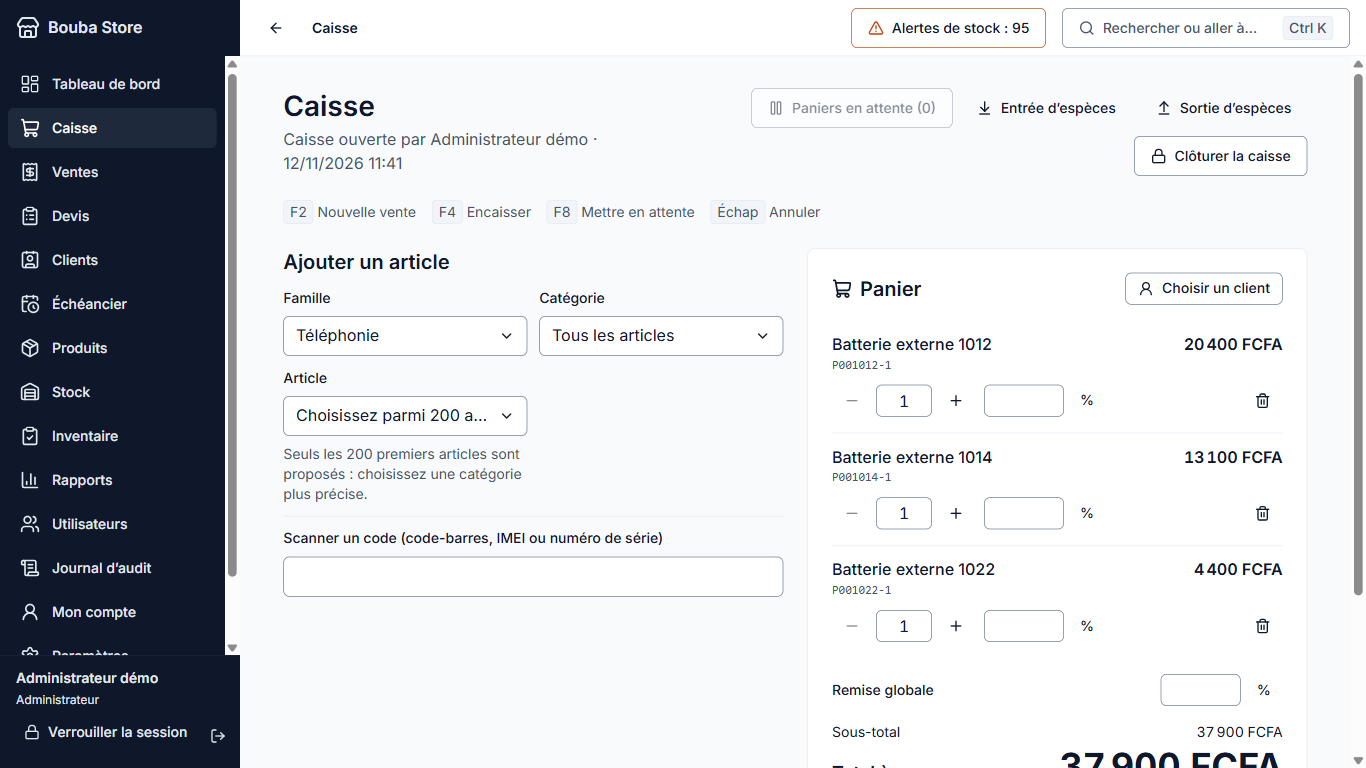 Bouba Store
Caisse
Alertes de stock : 95
Rechercher ou aller à...
Ctrl K
Tableau de bord
Caisse
Ventes
Devis
Clients
Échéancier
Produits
Stock
Inventaire
Rapports
Utilisateurs
Journal d’audit
Mon compte
Paramètres
Administrateur démo
Administrateur
Verrouiller la session
Caisse
Caisse ouverte par Administrateur démo ·
12/11/2026 11:41
Paniers en attente (0)
Entrée d’espèces
Sortie d’espèces
Clôturer la caisse
F2 Nouvelle vente F4 Encaisser F8 Mettre en attente Échap Annuler
Ajouter un article
Famille
Catégorie
Téléphonie
Tous les articles
Article
Choisissez parmi 200 a...
Seuls les 200 premiers articles sont
proposés : choisissez une catégorie
plus précise.
Scanner un code (code-barres, IMEI ou numéro de série)
Panier
Choisir un client
Batterie externe 1012 20 400 FCFA
P001012-1
− 1 + %
Batterie externe 1014 13 100 FCFA
P001014-1
− 1 + %
Batterie externe 1022 4 400 FCFA
P001022-1
− 1 + %
Remise globale %
Sous-total 37 900 FCFA
37 900 FCFA